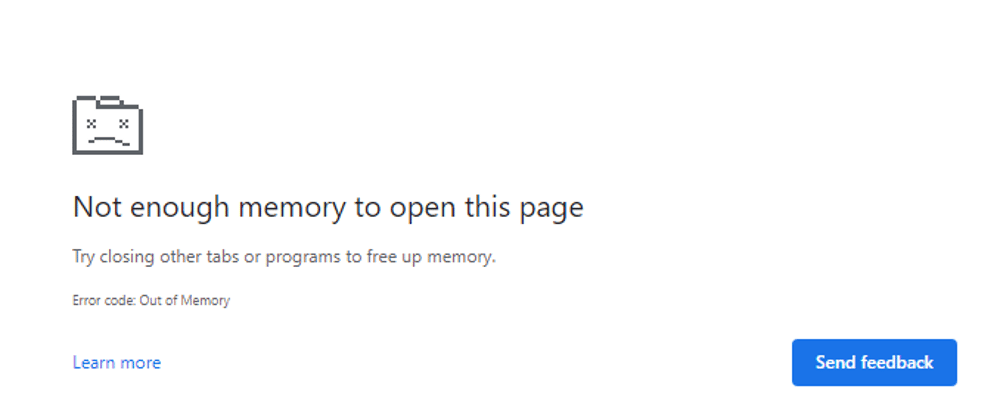 Not enough memory to open this page
Try closing other tabs or programs to free up memory.
Error code: Out of Memory
Learn more
Send feedback